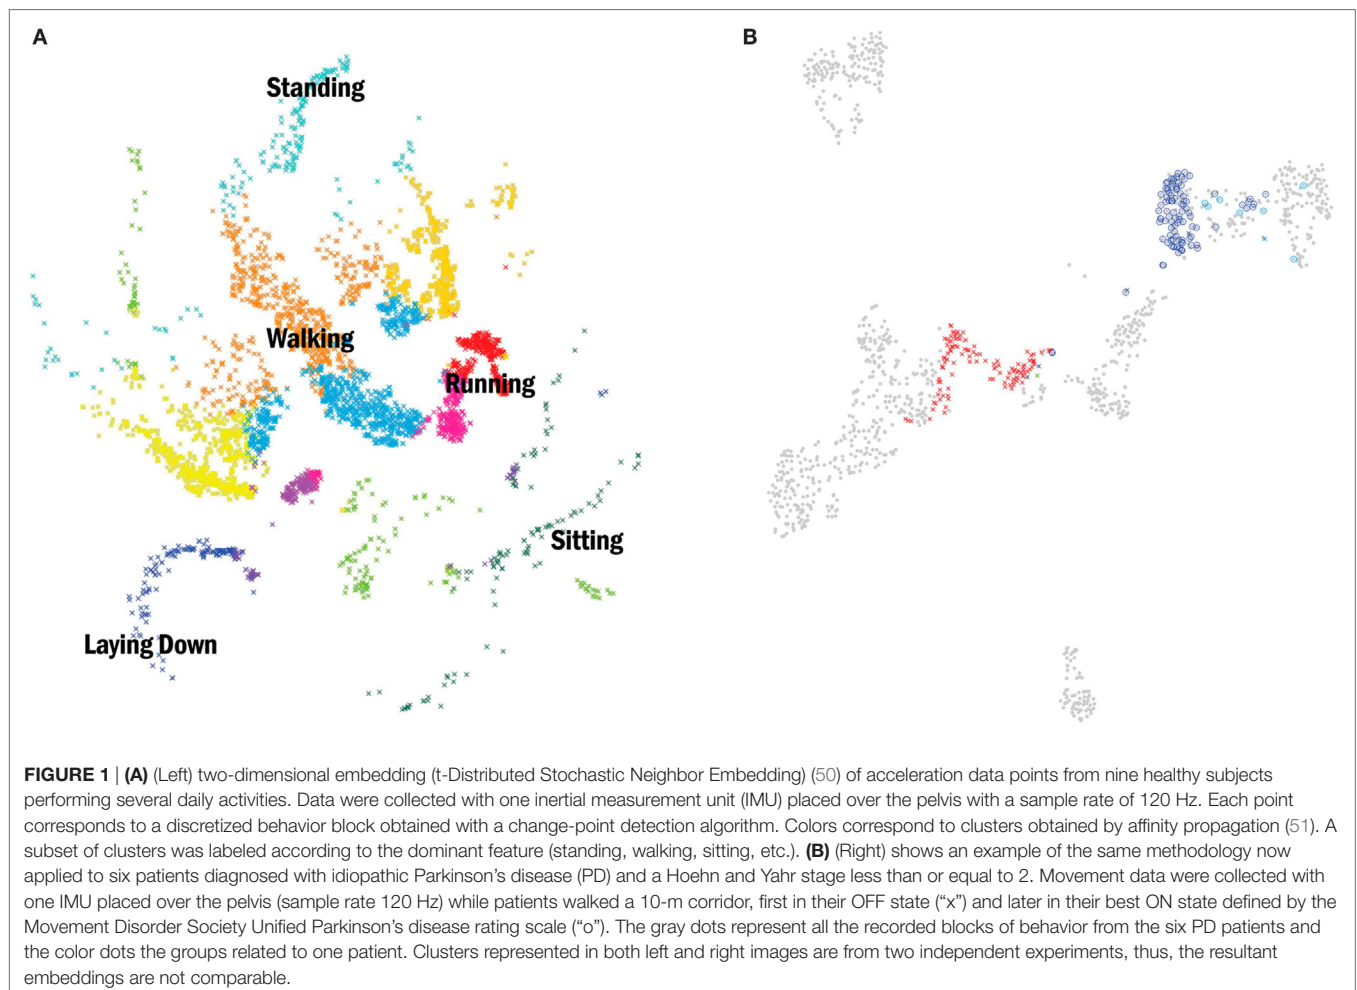 A
B
Standing
Walking
Running
Sitting
Laying Down
FIGURE 1 | (A) (Left) two-dimensional embedding (t-Distributed Stochastic Neighbor Embedding) (50) of acceleration data points from nine healthy subjects
performing several daily activities. Data were collected with one inertial measurement unit (IMU) placed over the pelvis with a sample rate of 120 Hz. Each point
corresponds to a discretized behavior block obtained with a change-point detection algorithm. Colors correspond to clusters obtained by affinity propagation (51). A
subset of clusters was labeled according to the dominant feature (standing, walking, sitting, etc.). (B) (Right) shows an example of the same methodology now
applied to six patients diagnosed with idiopathic Parkinson's disease (PD) and a Hoehn and Yahr stage less than or equal to 2. Movement data were collected with
one IMU placed over the pelvis (sample rate 120 Hz) while patients walked a 10-m corridor, first in their OFF state ("x") and later in their best ON state defined by the
Movement Disorder Society Unified Parkinson's disease rating scale ("o"). The gray dots represent all the recorded blocks of behavior from the six PD patients and
the color dots the groups related to one patient. Clusters represented in both left and right images are from two independent experiments, thus, the resultant
embeddings are not comparable.